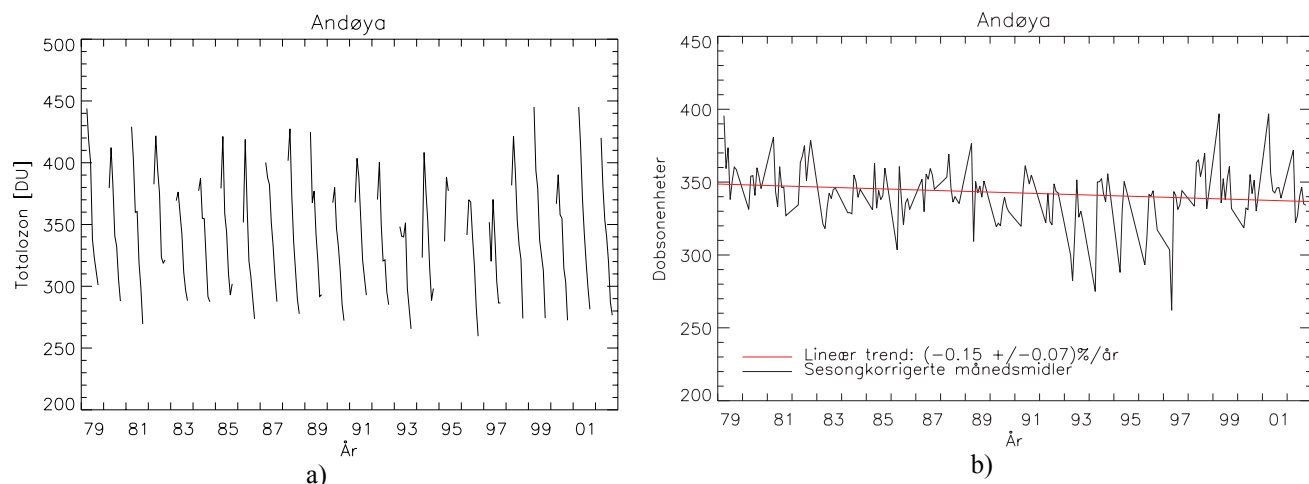 Andøya
500
450
400
350
300
250
200
Totalozon [DU]
79 81 83 85 87 89 91 93 95 97 99 01
År
a)
Andøya
450
400
350
300
250
200
Dobsonenheter
Lineær trend: (−0.15 +/−0.07)%/år
Sesongkorrigerte månedsmidler
79 81 83 85 87 89 91 93 95 97 99 01
År
b)